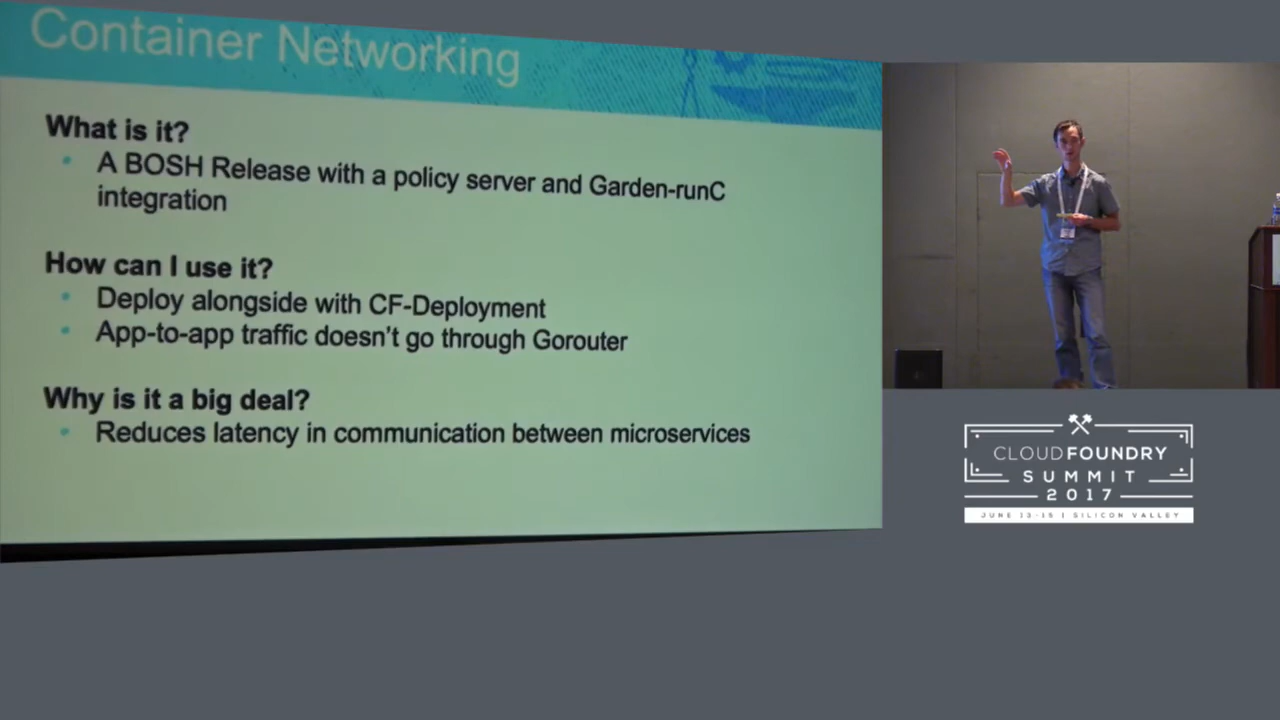 Container Networking
What is it?
• A BOSH Release with a policy server and Garden-runC
integration
How can I use it?
• Deploy alongside with CF-Deployment
• App-to-app traffic doesn't go through Gorouter
Why is it a big deal?
• Reduces latency in communication between microservices
CLOUDFOUNDRY
SUMMIT
2017
JUNE 13-15 | SILICON VALLEY